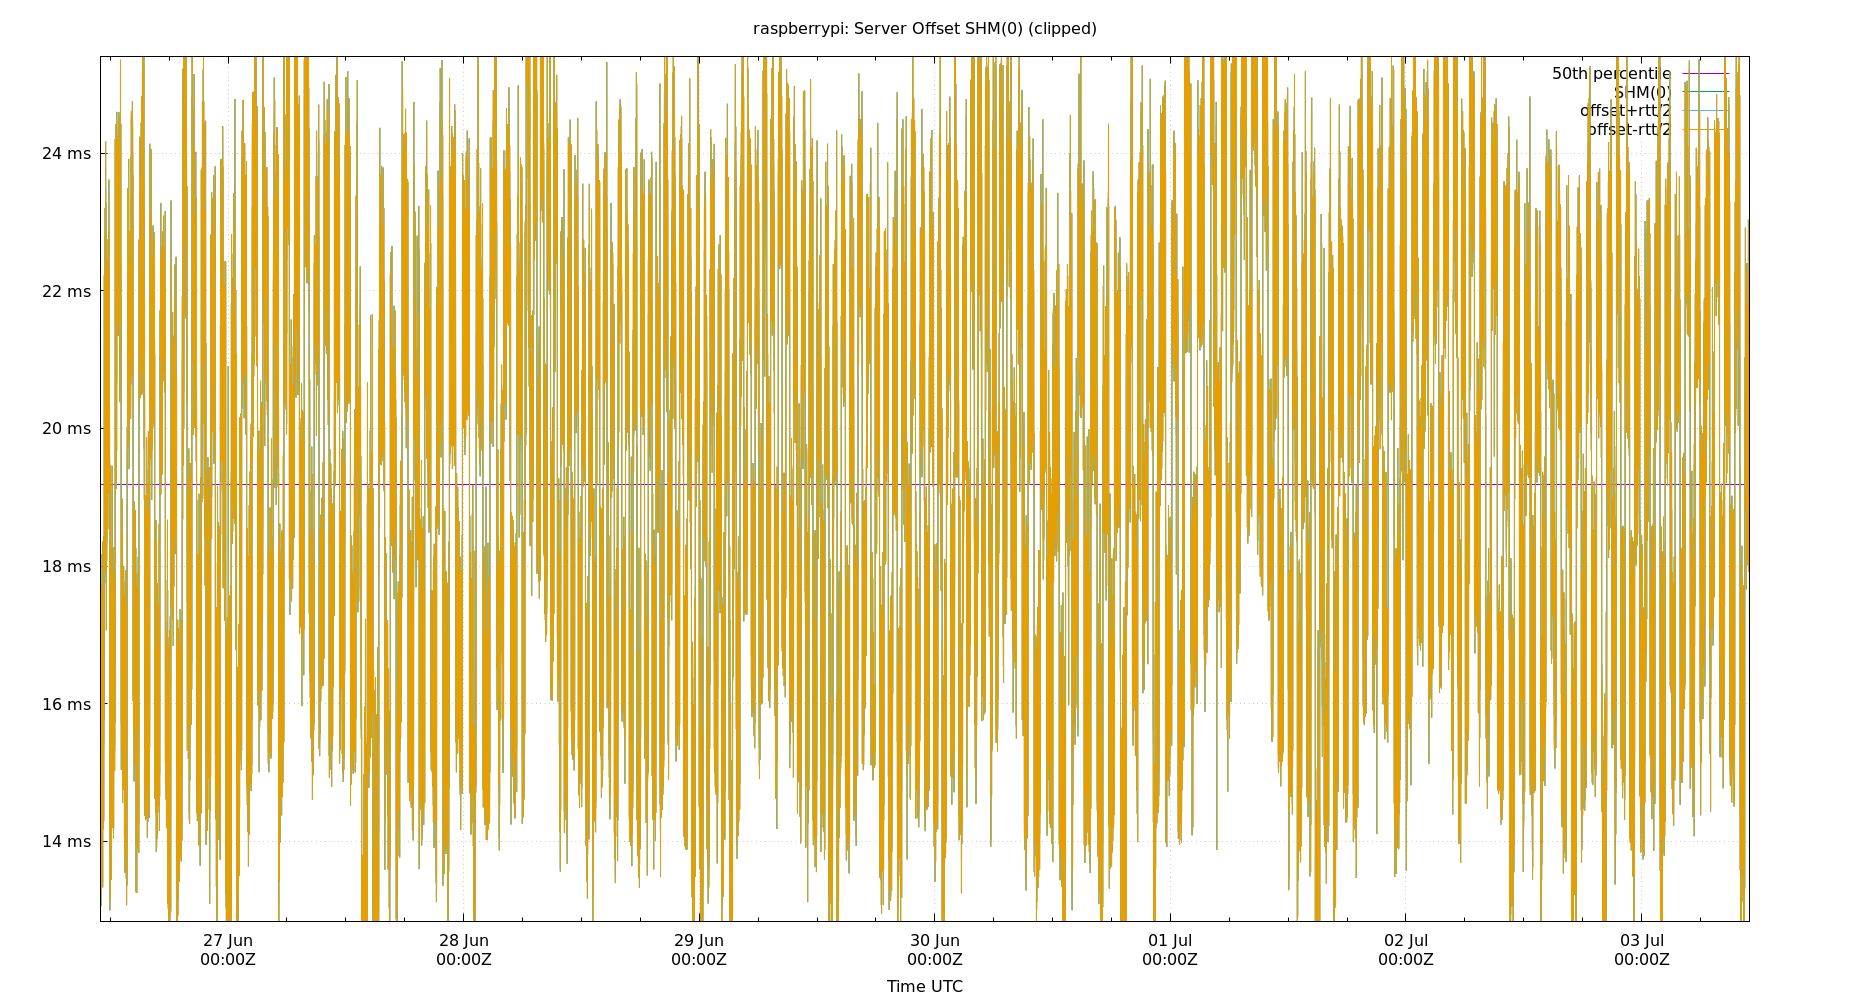 raspberrypi: Server Offset SHM(0) (clipped)
50th percentile
SHM(0)
offset+rtt/2
offset-rtt/2
24 ms
22 ms
20 ms
18 ms
16 ms
14 ms
27 Jun 28 Jun 29 Jun 30 Jun 01 Jul 02 Jul 03 Jul
00:00Z 00:00Z 00:00Z 00:00Z 00:00Z 00:00Z 00:00Z
Time UTC